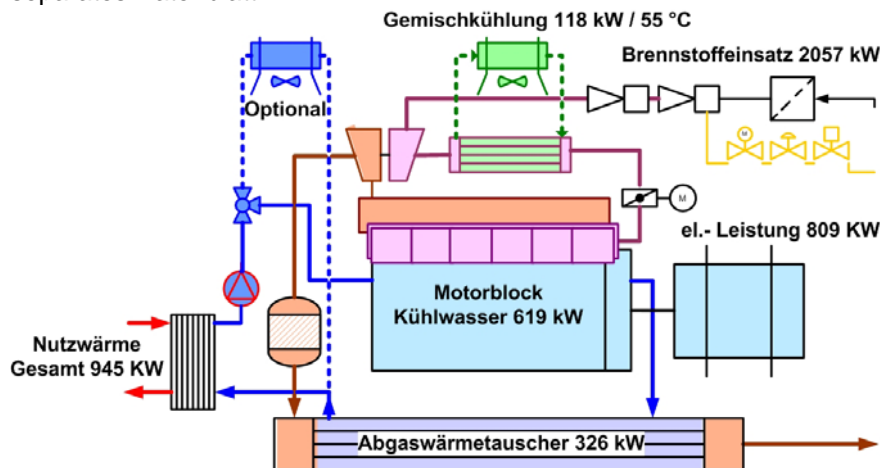 Gemischkühlung 118 kW / 55 °C
Brennstoffeinsatz 2057 kW
Optional
M
M
el.- Leistung 809 KW
Motorblock
Kühlwasser 619 kW
Nutzwärme
Gesamt 945 KW
Abgaswärmetauscher 326 kW